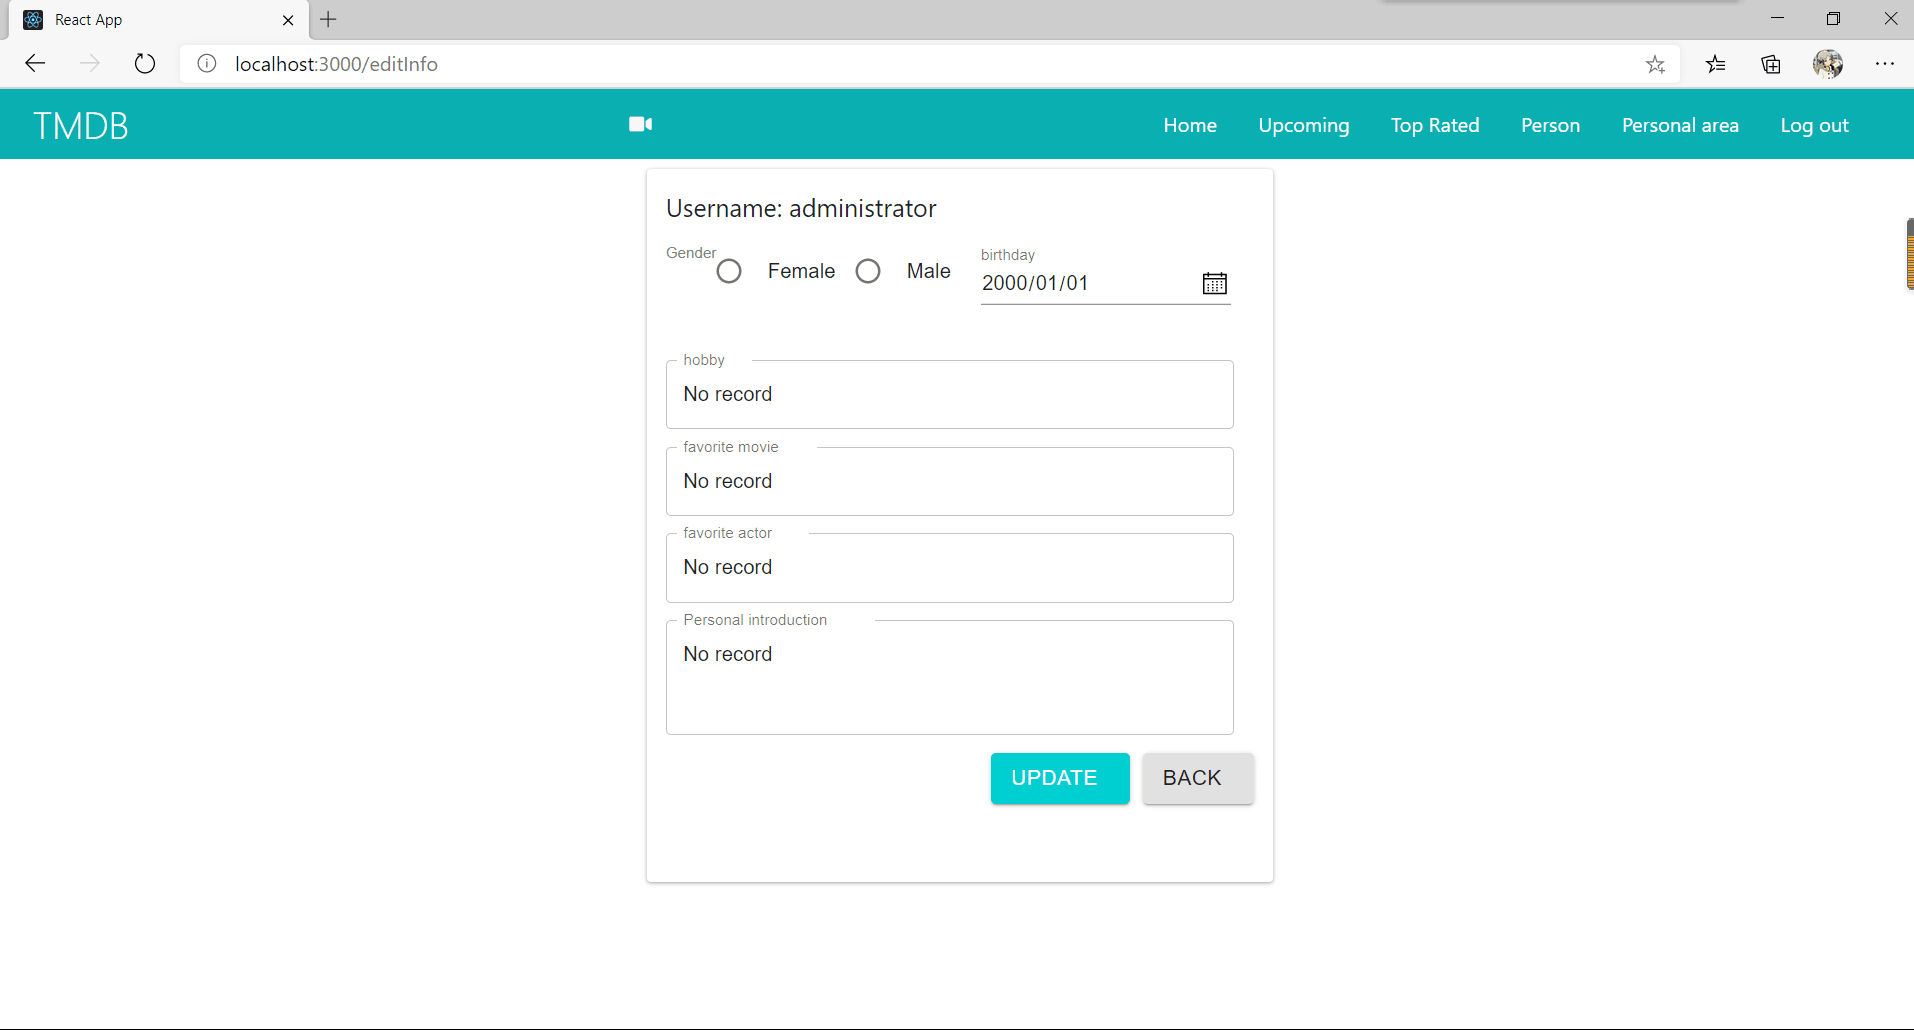 React App
localhost:3000/editInfo
TMDB
Home Upcoming Top Rated Person Personal area Log out
Username: administrator
Gender Female Male
birthday
2000/01/01
hobby
No record
favorite movie
No record
favorite actor
No record
Personal introduction
No record
UPDATE BACK